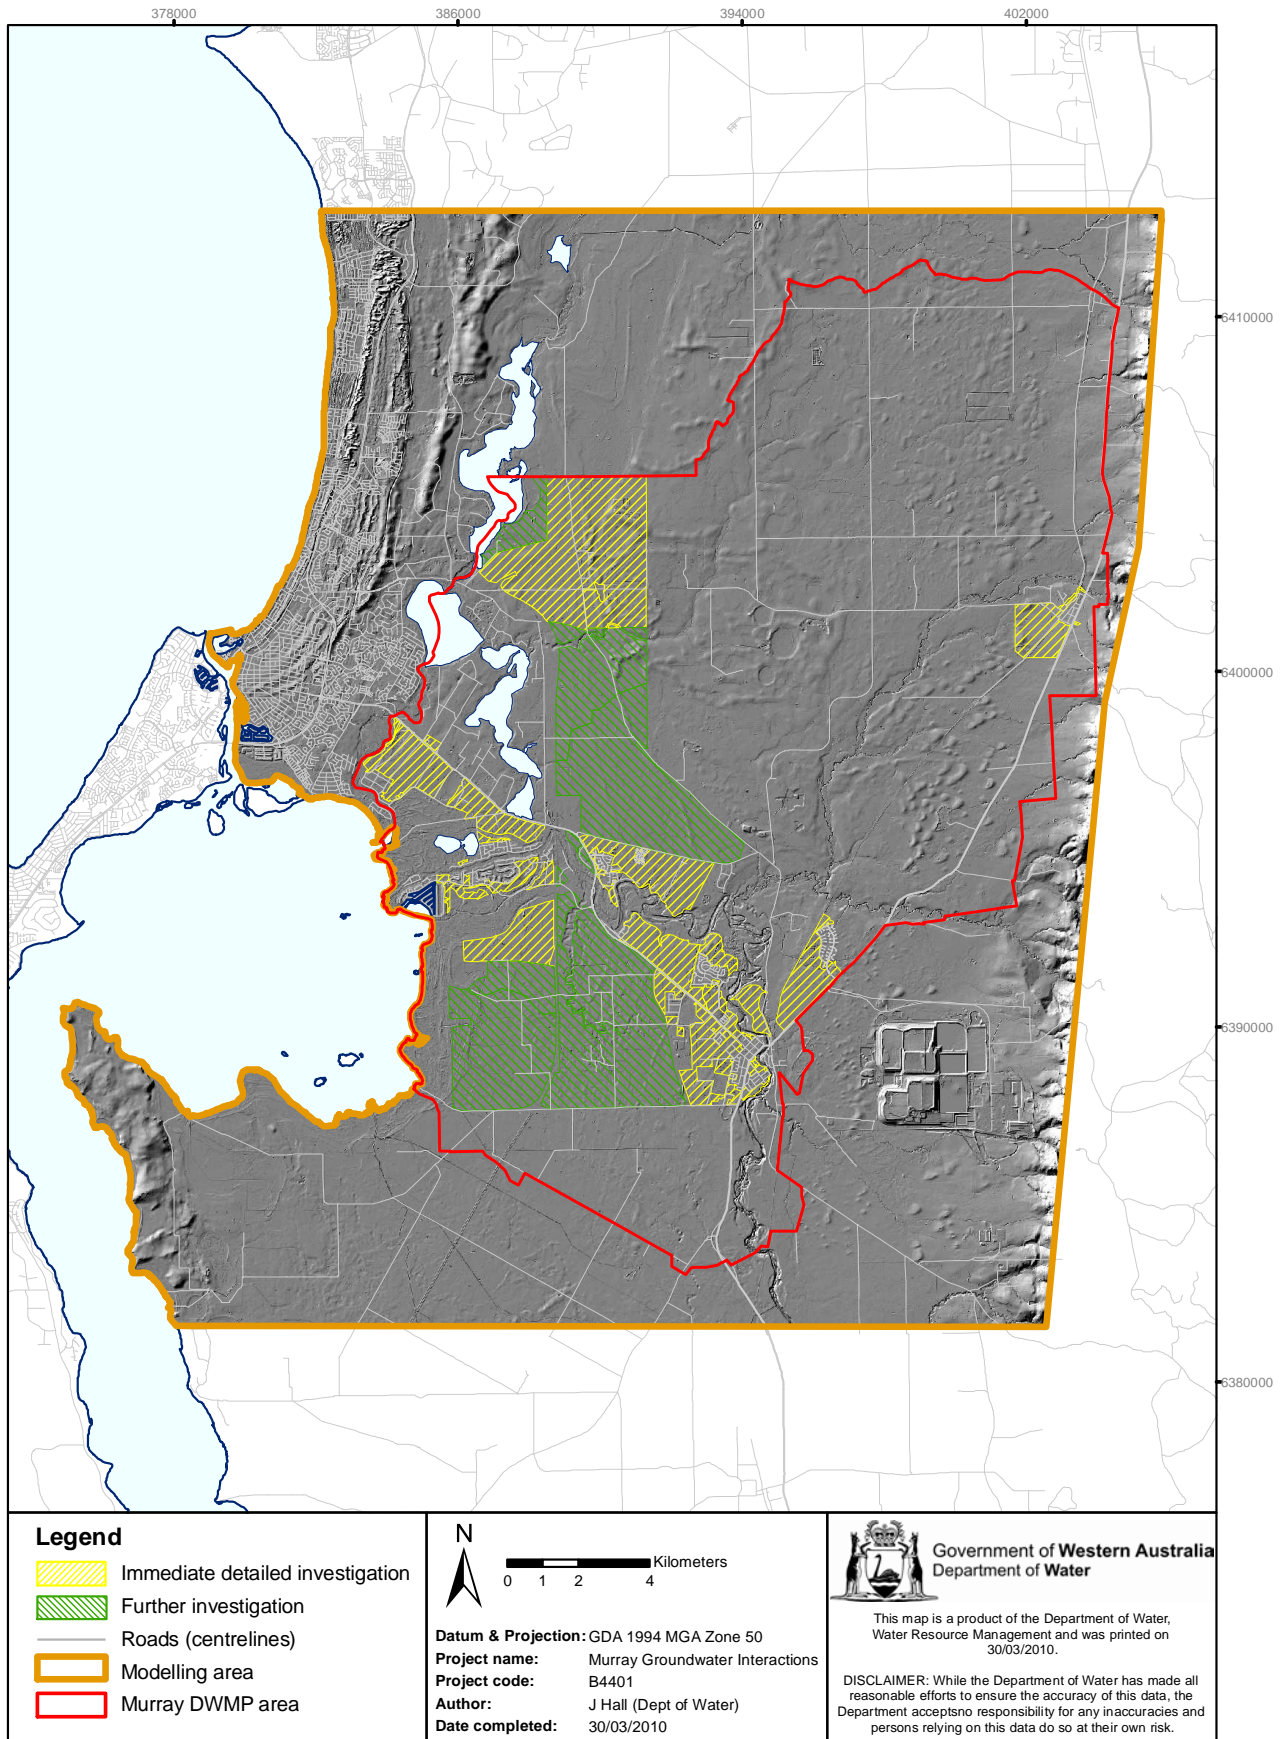 378000
386000
394000
402000
6410000
6400000
6390000
6380000
Legend
Immediate detailed investigation
Further investigation
Roads (centrelines)
Modelling area
Murray DWMP area
N
Kilometers
0 1 2 4
Datum & Projection: GDA 1994 MGA Zone 50
Project name: Murray Groundwater Interactions
Project code: B4401
Author: J Hall (Dept of Water)
Date completed: 30/03/2010
Government of Western Australia
Department of Water
This map is a product of the Department of Water,
Water Resource Management and was printed on
30/03/2010.
DISCLAIMER: While the Department of Water has made all
reasonable efforts to ensure the accuracy of this data, the
Department acceptsno responsibility for any inaccuracies and
persons relying on this data do so at their own risk.